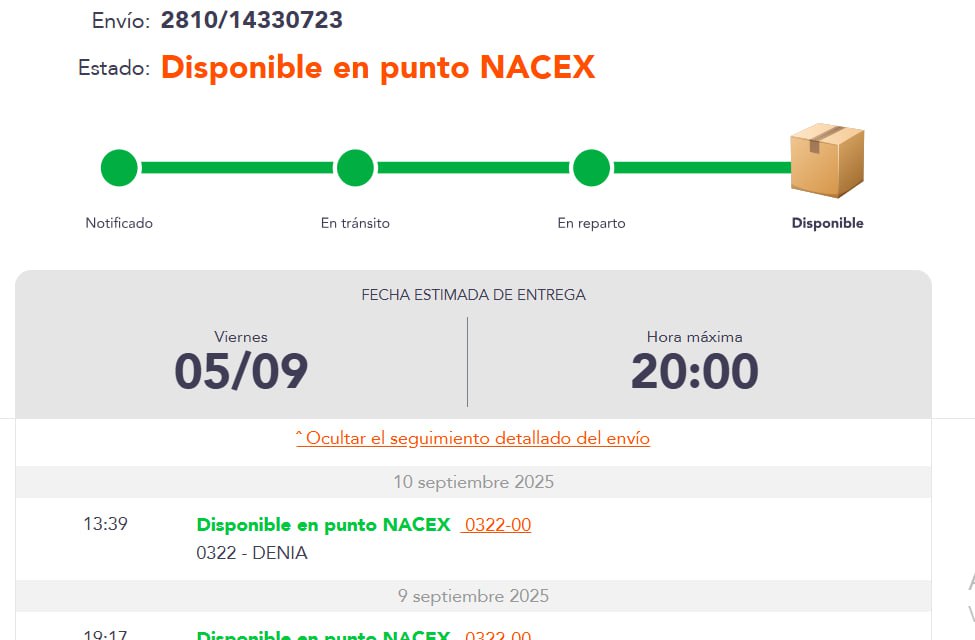 Envío: 2810/14330723
Estado: Disponible en punto NACEX
Notificado En tránsito En reparto Disponible
FECHA ESTIMADA DE ENTREGA
Viernes Hora máxima
05/09 20:00
ˆ Ocultar el seguimiento detallado del envío
10 septiembre 2025
13:39 Disponible en punto NACEX 0322-00
0322 - DENIA
9 septiembre 2025
19:17 Disponible en punto NACEX 0322-00